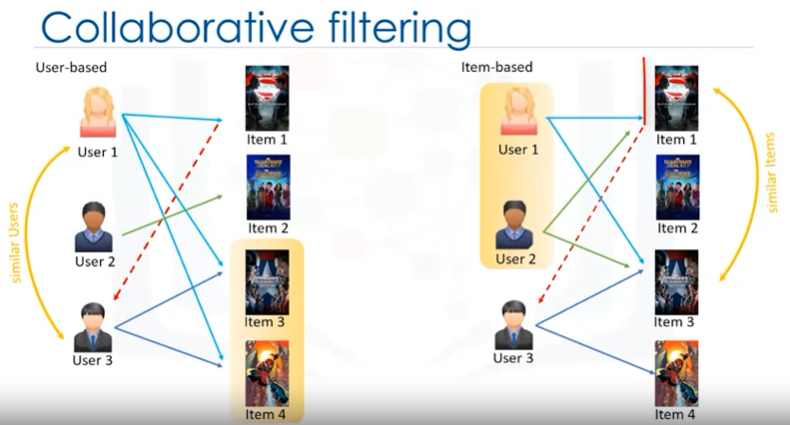 Collaborative filtering
User-based
User 1
User 2
User 3
similar Users
Item 1
Item 2
Item 3
Item 4
Item-based
User 1
User 2
User 3
Item 1
Item 2
Item 3
Item 4
similar Items